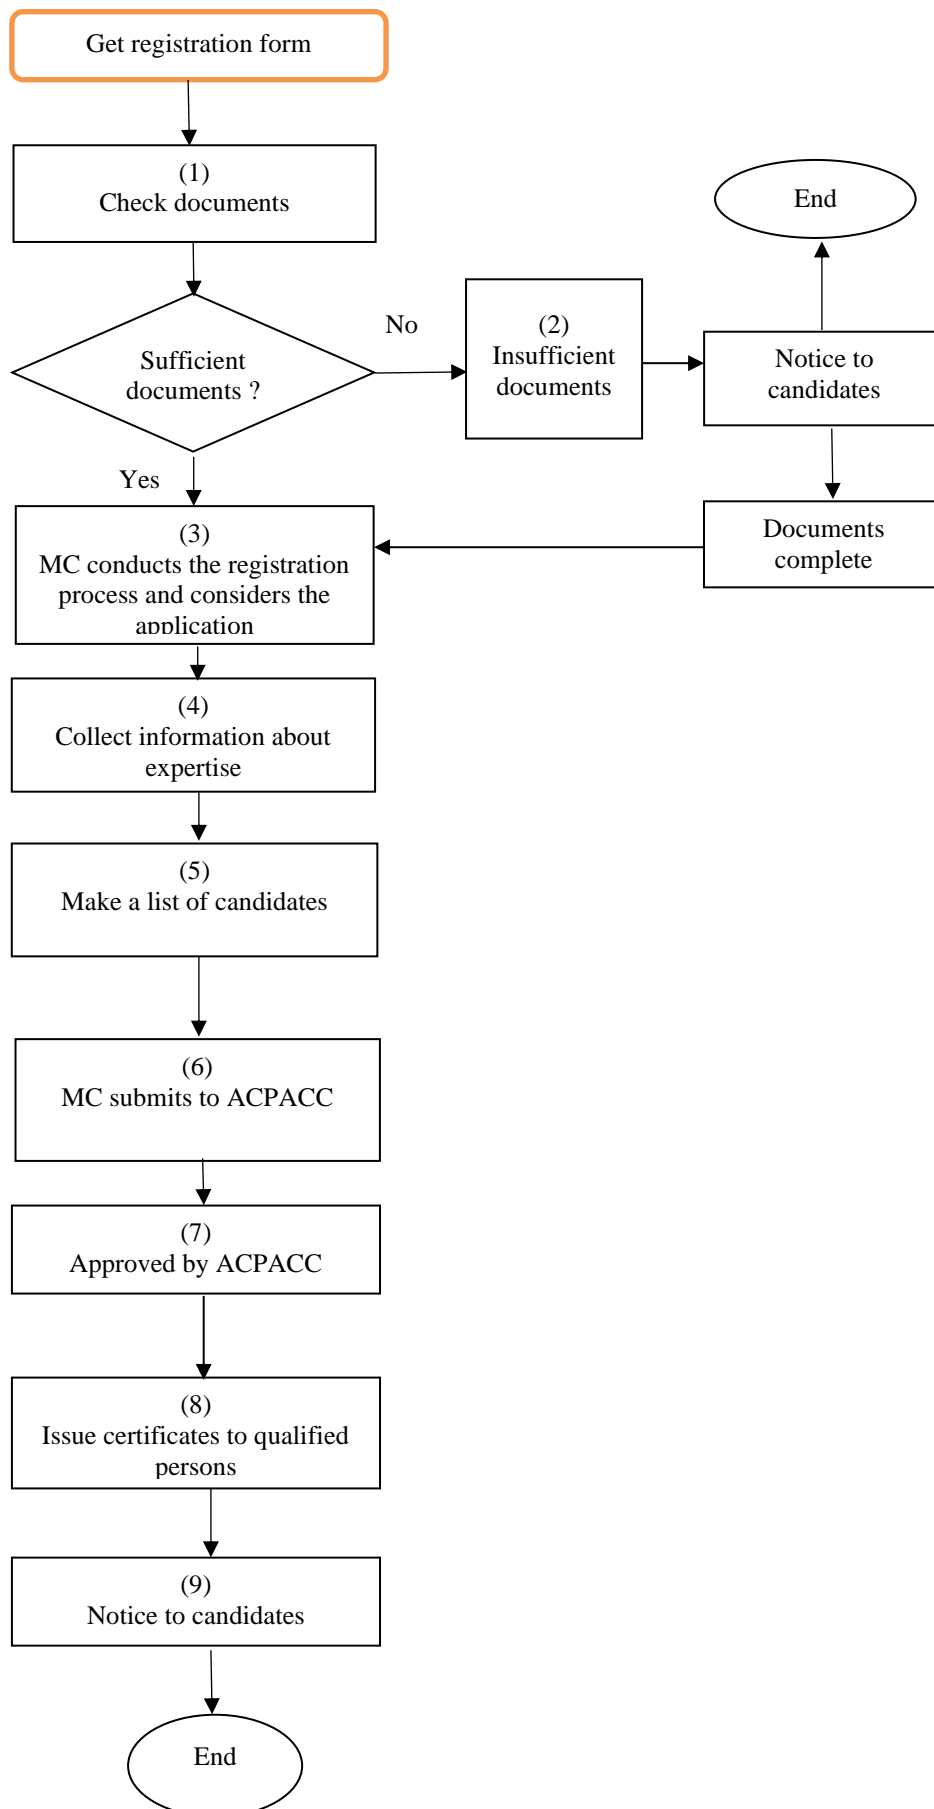 Get registration form
(1)
Check documents
End
Sufficient
documents ?
No
(2)
Insufficient
documents
Notice to
candidates
Yes
Documents
complete
(3)
MC conducts the registration
process and considers the
application
(4)
Collect information about
expertise
(5)
Make a list of candidates
(6)
MC submits to ACPACC
(7)
Approved by ACPACC
(8)
Issue certificates to qualified
persons
(9)
Notice to candidates
End